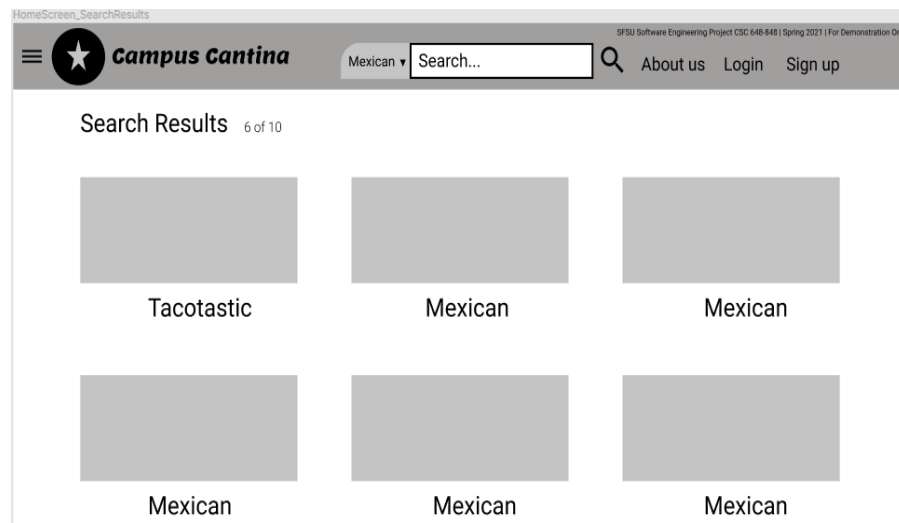 HomeScreen_SearchResults
SFSU Software Engineering Project CSC 648-848 | Spring 2021 | For Demonstration On
Campus Cantina
Mexican ▾ Search...
About us Login Sign up
Search Results 6 of 10
Tacotastic Mexican Mexican
Mexican Mexican Mexican